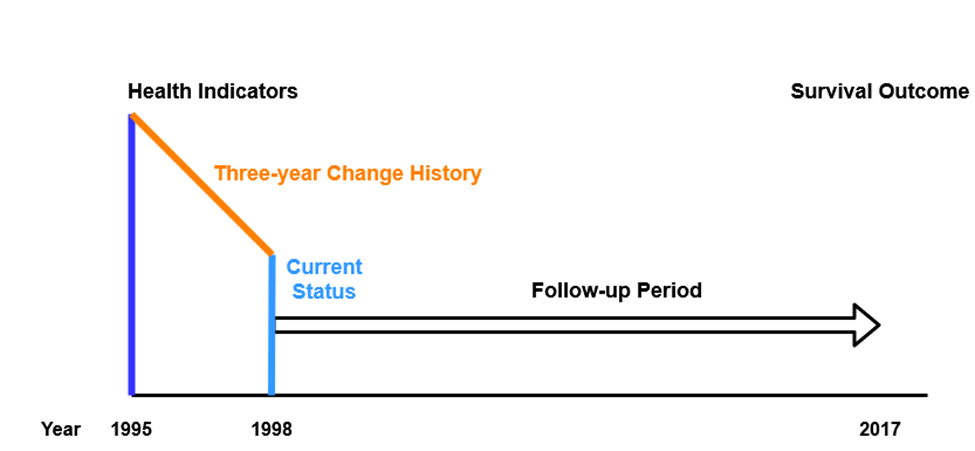 Health Indicators
Survival Outcome
Three-year Change History
Current
Status
Follow-up Period
Year 1995 1998 2017